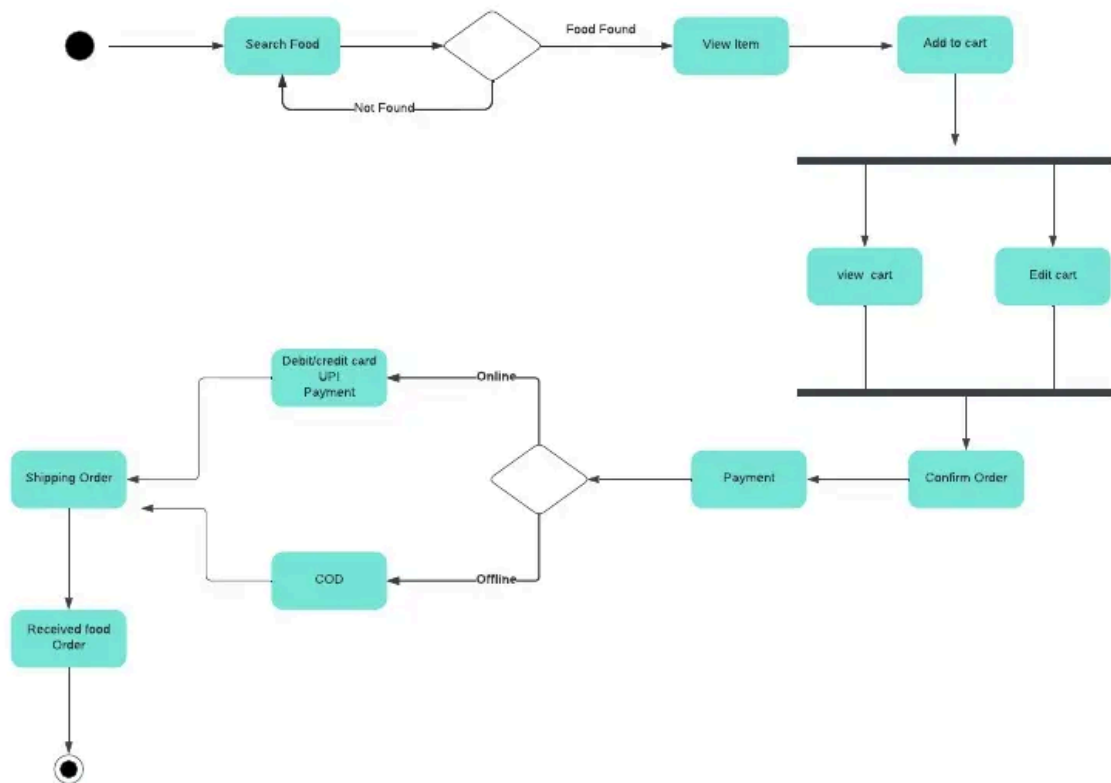 Search Food
Food Found
View Item
Add to cart
Not Found
view cart
Edit cart
Debit/credit card
UPI
Payment
Online
Shipping Order
Payment
Confirm Order
COD
Offline
Received food
Order